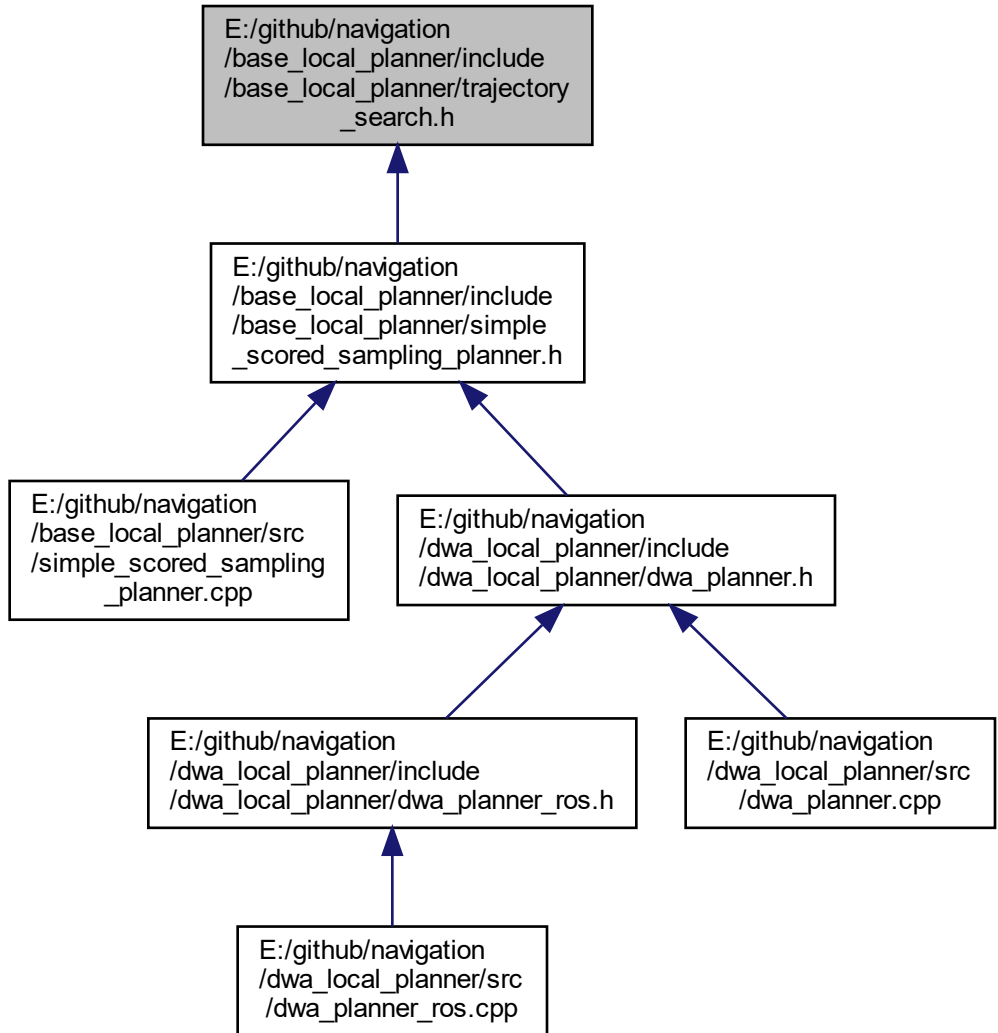 E:/github/navigation
/base_local_planner/include
/base_local_planner/trajectory
_search.h
E:/github/navigation
/base_local_planner/include
/base_local_planner/simple
_scored_sampling_planner.h
E:/github/navigation
/base_local_planner/src
/simple_scored_sampling
_planner.cpp
E:/github/navigation
/dwa_local_planner/include
/dwa_local_planner/dwa_planner.h
E:/github/navigation
/dwa_local_planner/include
/dwa_local_planner/dwa_planner_ros.h
E:/github/navigation
/dwa_local_planner/src
/dwa_planner.cpp
E:/github/navigation
/dwa_local_planner/src
/dwa_planner_ros.cpp